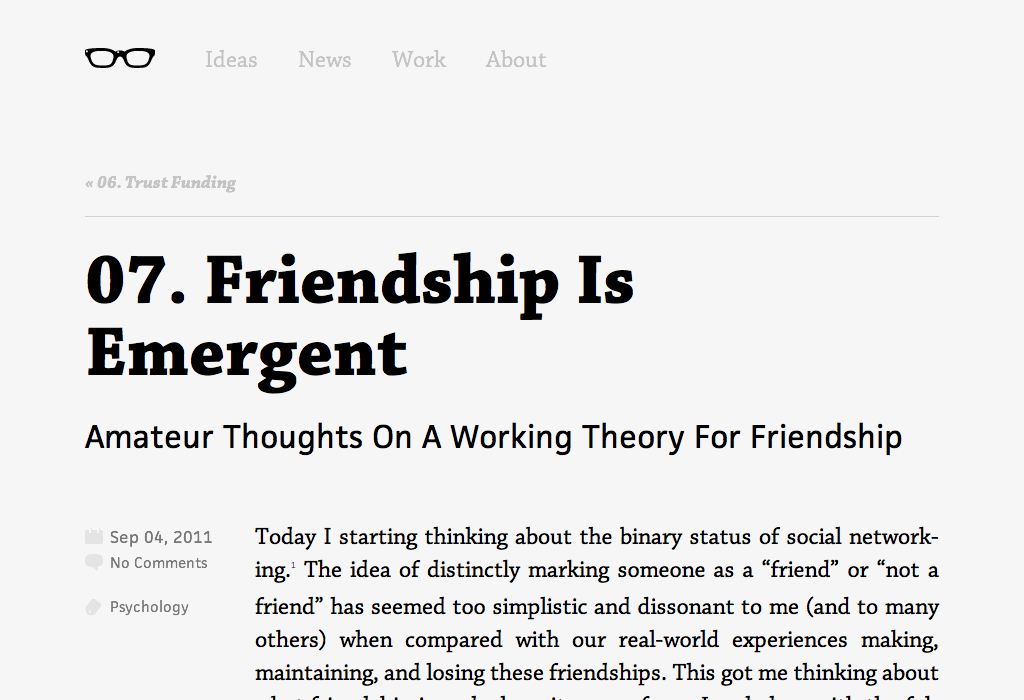 Ideas News Work About
« 06. Trust Funding
07. Friendship Is
Emergent
Amateur Thoughts On A Working Theory For Friendship
Sep 04, 2011
No Comments
Psychology
Today I starting thinking about the binary status of social network-
ing.1 The idea of distinctly marking someone as a “friend” or “not a
friend” has seemed too simplistic and dissonant to me (and to many
others) when compared with our real-world experiences making,
maintaining, and losing these friendships. This got me thinking about